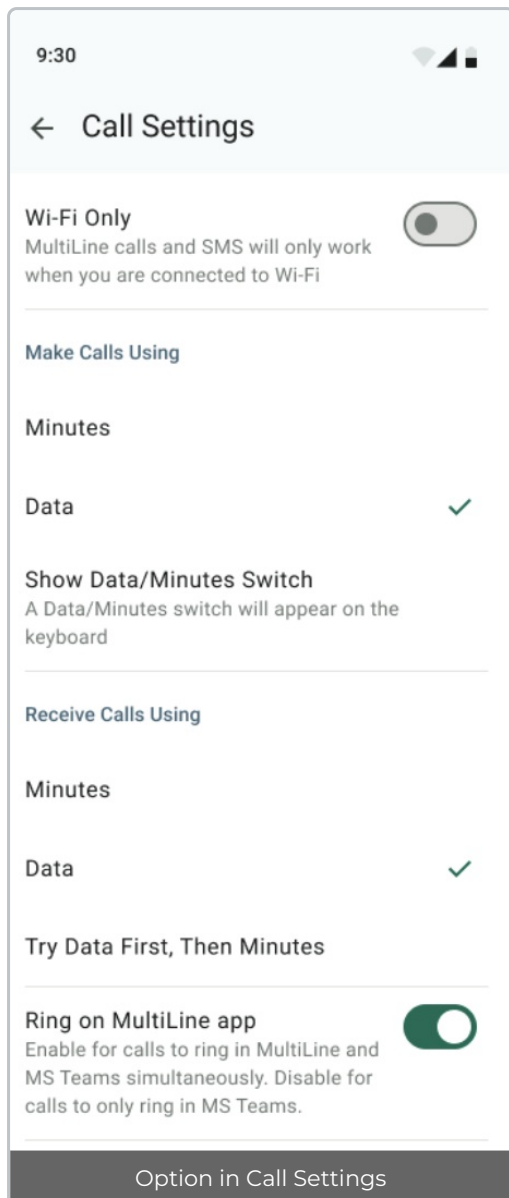 9:30
Call Settings
Wi-Fi Only
MultiLine calls and SMS will only work
when you are connected to Wi-Fi
Make Calls Using
Minutes
Data
Show Data/Minutes Switch
A Data/Minutes switch will appear on the
keyboard
Receive Calls Using
Minutes
Data
Try Data First, Then Minutes
Ring on MultiLine app
Enable for calls to ring in MultiLine and
MS Teams simultaneously. Disable for
calls to only ring in MS Teams.
Option in Call Settings